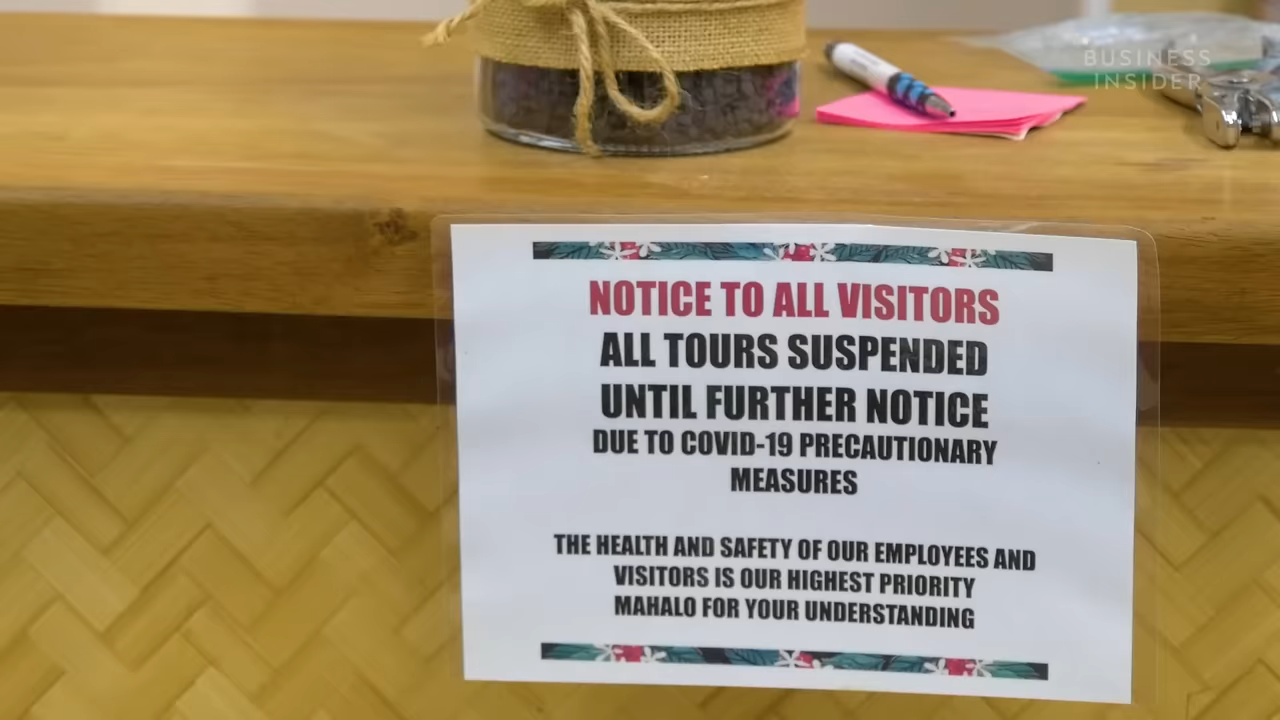 BUSINESS
INSIDER
NOTICE TO ALL VISITORS
ALL TOURS SUSPENDED
UNTIL FURTHER NOTICE
DUE TO COVID-19 PRECAUTIONARY
MEASURES
THE HEALTH AND SAFETY OF OUR EMPLOYEES AND
VISITORS IS OUR HIGHEST PRIORITY
MAHALO FOR YOUR UNDERSTANDING